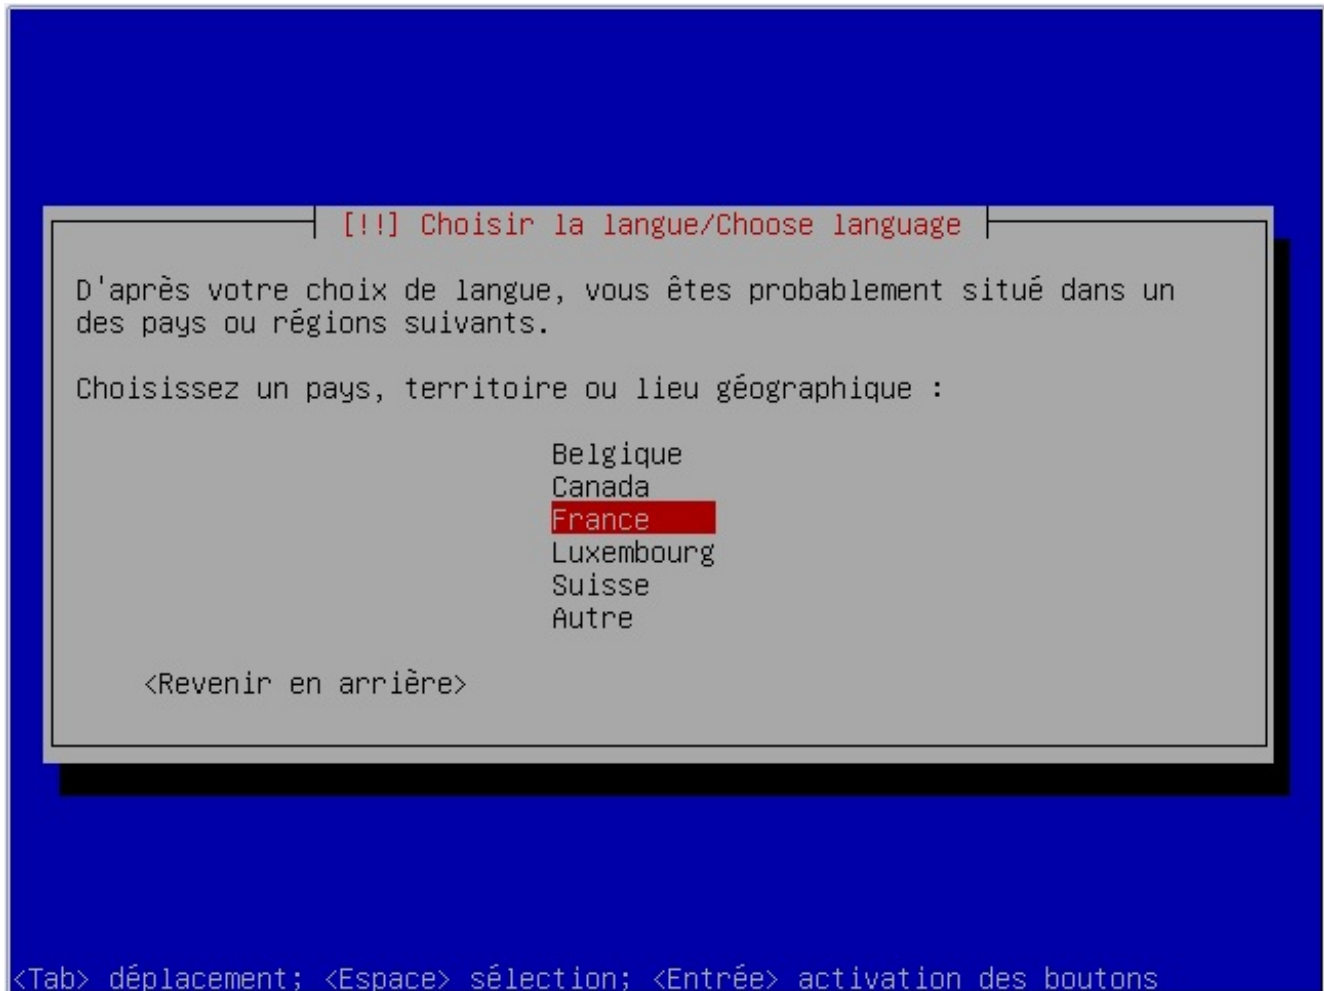 [!!] Choisir la langue/Choose language
D'après votre choix de langue, vous êtes probablement situé dans un
des pays ou régions suivants.
Choisissez un pays, territoire ou lieu géographique :
Belgique
Canada
France
Luxembourg
Suisse
Autre
<Revenir en arrière>
<Tab> déplacement; <Espace> sélection; <Entrée> activation des boutons